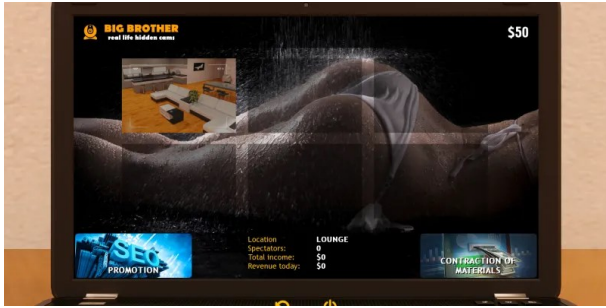 BIG BROTHER
real life hidden cams
$50
Location LOUNGE
Spectators: 0
Total income: $0
Revenue today: $0
SEO
PROMOTION
CONTRACTION OF
MATERIALS